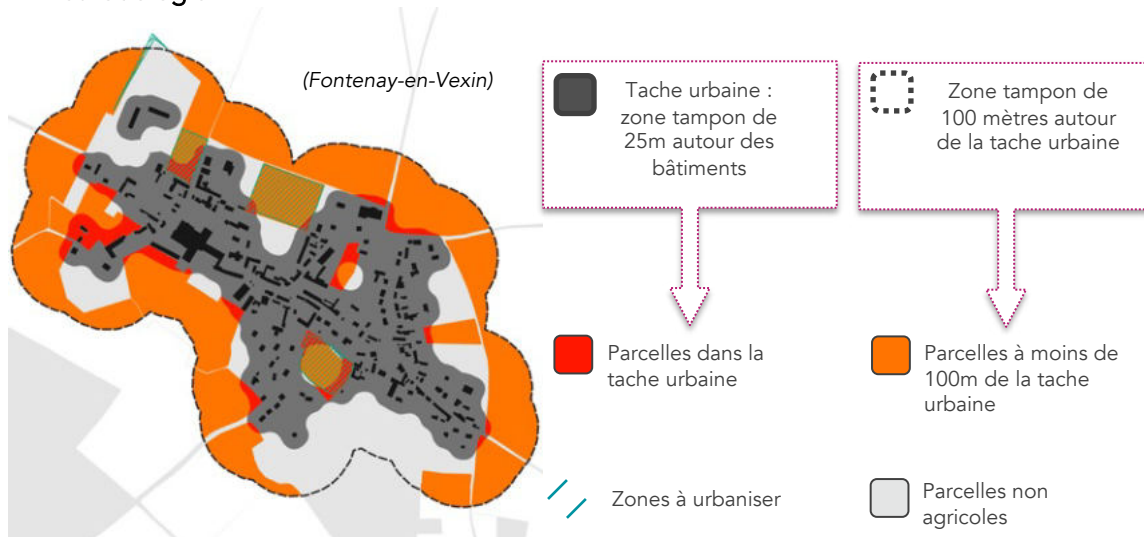 (Fontenay-en-Vexin)
Tache urbaine :
zone tampon de
25m autour des
bâtiments
Zone tampon de
100 mètres autour
de la tache urbaine
Parcelles dans la
tache urbaine
Parcelles à moins de
100m de la tache
urbaine
Zones à urbaniser
Parcelles non
agricoles